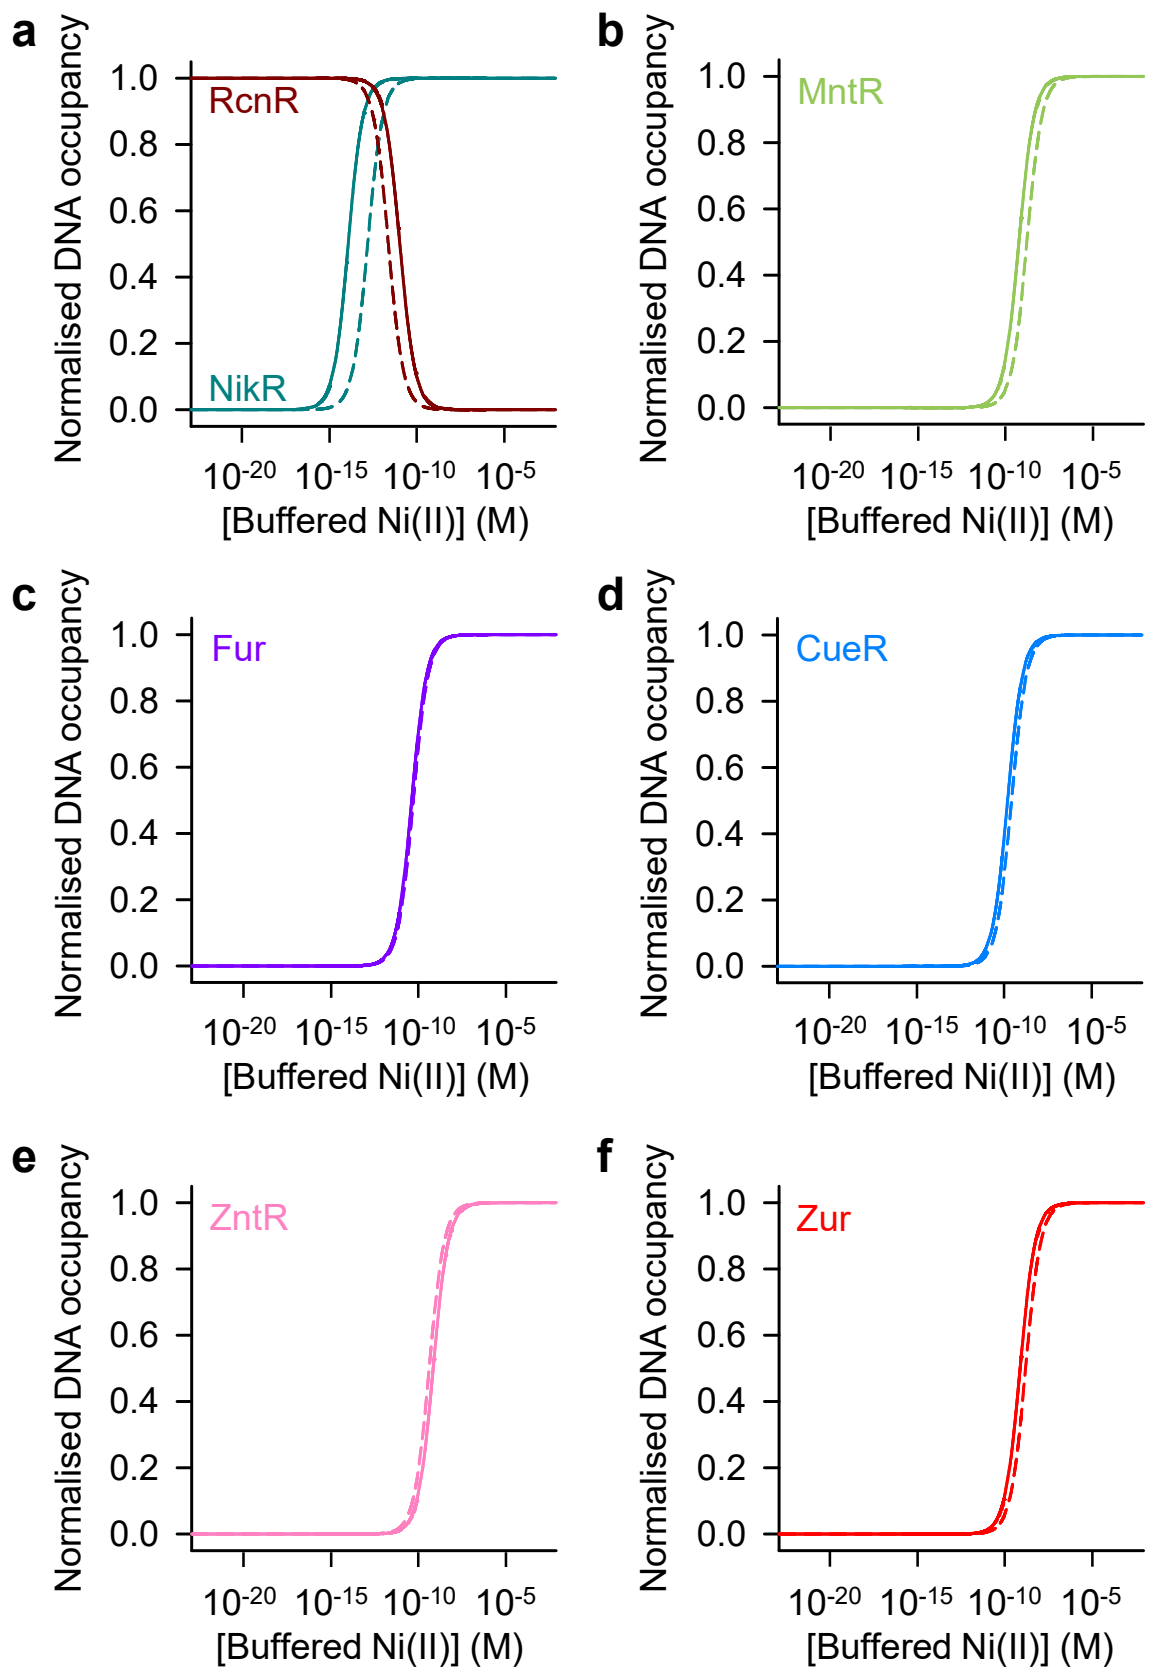 a
Normalised DNA occupancy
1.0
0.8
0.6
0.4
0.2
0.0
RcnR
NikR
10-20 10-15 10-10 10-5
[Buffered Ni(II)] (M)
b
Normalised DNA occupancy
1.0
0.8
0.6
0.4
0.2
0.0
MntR
10-20 10-15 10-10 10-5
[Buffered Ni(II)] (M)
c
Normalised DNA occupancy
1.0
0.8
0.6
0.4
0.2
0.0
Fur
10-20 10-15 10-10 10-5
[Buffered Ni(II)] (M)
d
Normalised DNA occupancy
1.0
0.8
0.6
0.4
0.2
0.0
CueR
10-20 10-15 10-10 10-5
[Buffered Ni(II)] (M)
e
Normalised DNA occupancy
1.0
0.8
0.6
0.4
0.2
0.0
ZntR
10-20 10-15 10-10 10-5
[Buffered Ni(II)] (M)
f
Normalised DNA occupancy
1.0
0.8
0.6
0.4
0.2
0.0
Zur
10-20 10-15 10-10 10-5
[Buffered Ni(II)] (M)